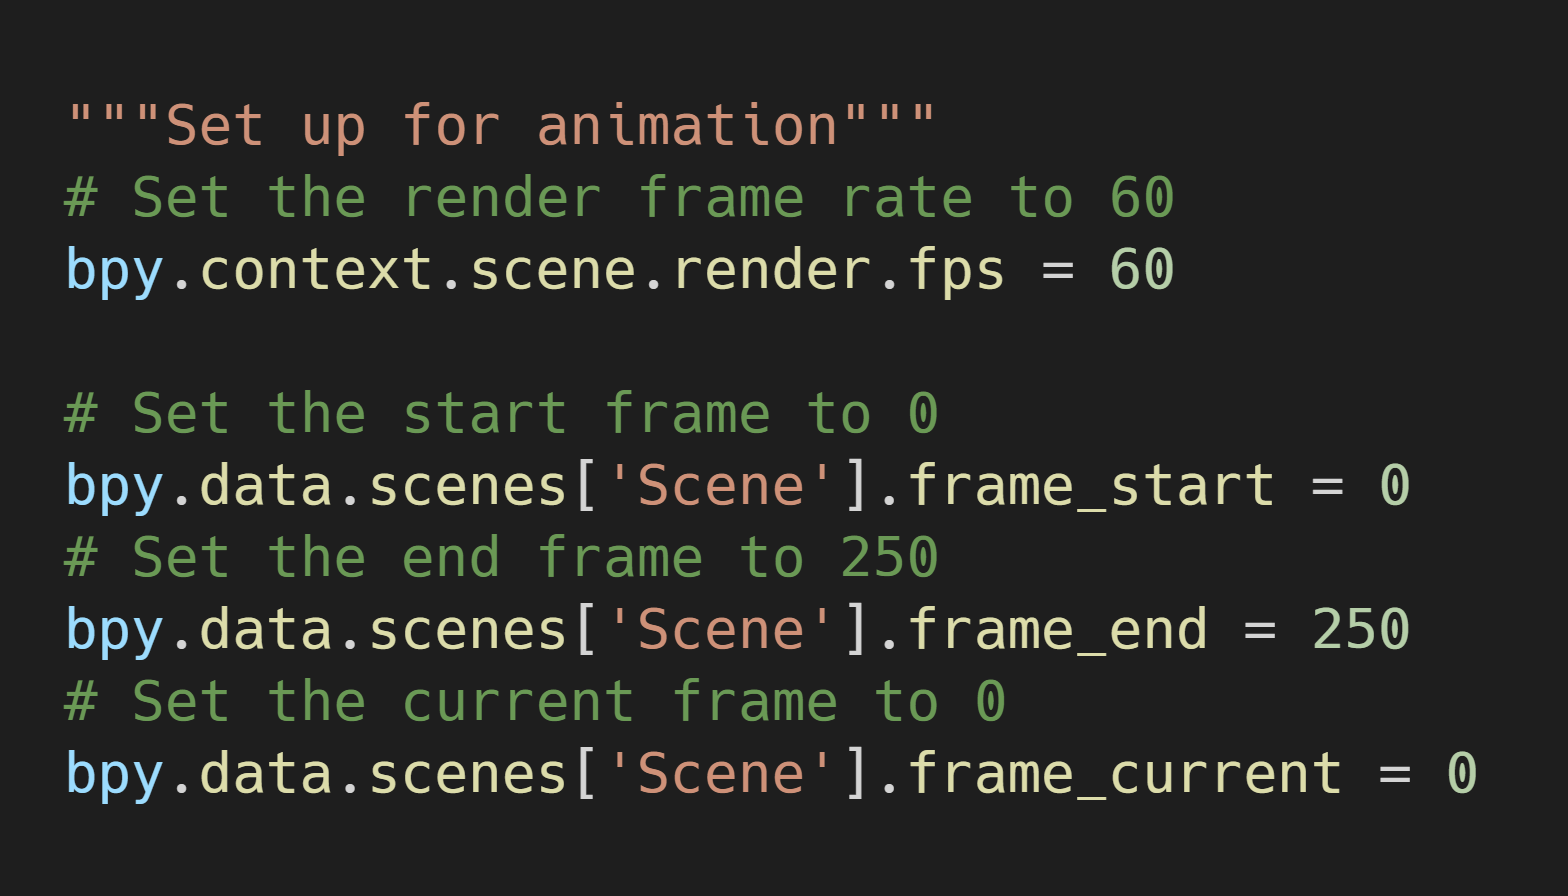 """Set up for animation"""
# Set the render frame rate to 60
bpy.context.scene.render.fps = 60

# Set the start frame to 0
bpy.data.scenes['Scene'].frame_start = 0
# Set the end frame to 250
bpy.data.scenes['Scene'].frame_end = 250
# Set the current frame to 0
bpy.data.scenes['Scene'].frame_current = 0